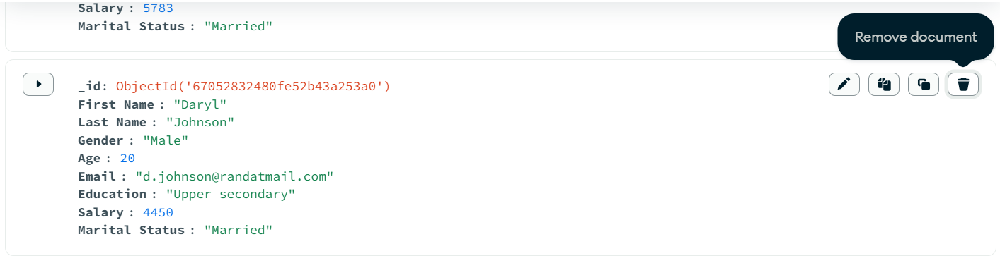 Salary : 5783
Marital Status : "Married"
Remove document
_id: ObjectId('67052832480fe52b43a253a0')
First Name : "Daryl"
Last Name : "Johnson"
Gender : "Male"
Age : 20
Email : "d.johnson@randatmail.com"
Education : "Upper secondary"
Salary : 4450
Marital Status : "Married"